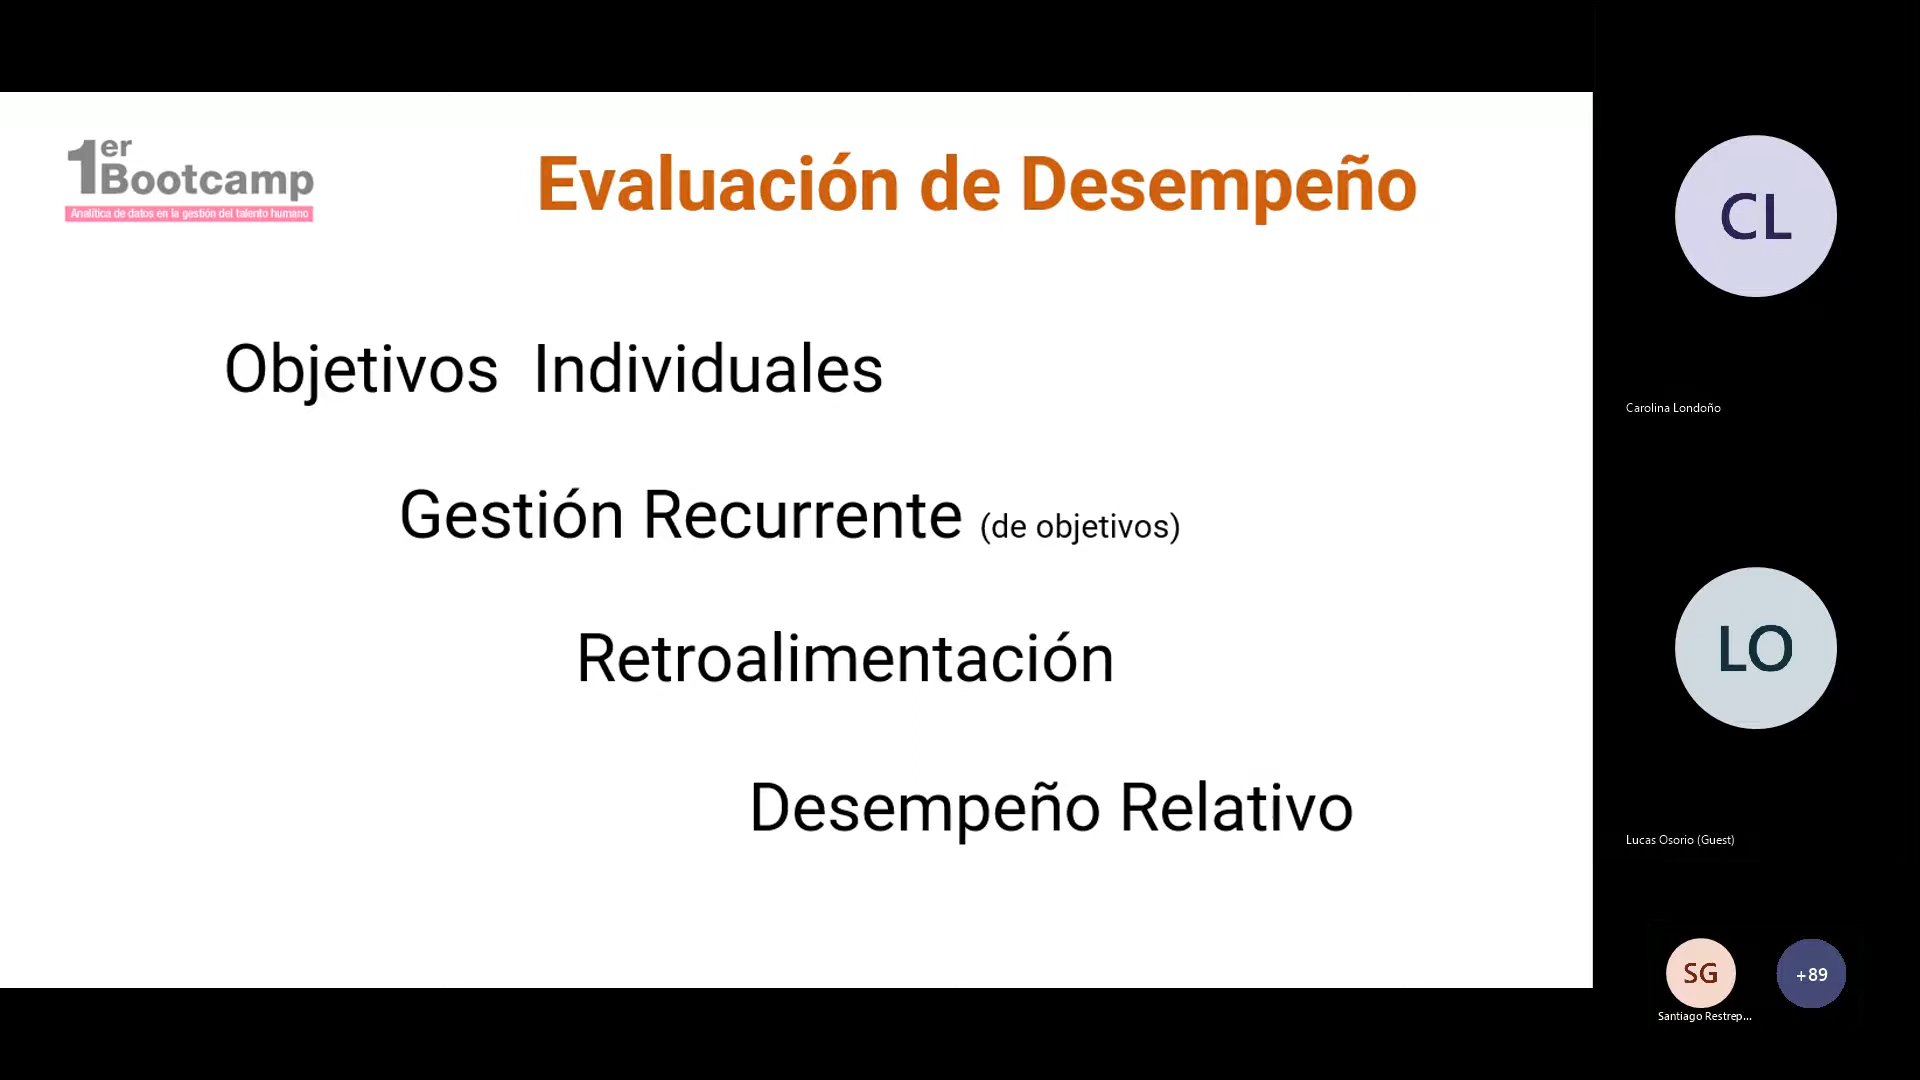 1er
Bootcamp
Analítica de datos en la gestión del talento humano
Evaluación de Desempeño
Objetivos Individuales
Gestión Recurrente (de objetivos)
Retroalimentación
Desempeño Relativo
CL
Carolina Londoño
LO
Lucas Osorio (Guest)
SG
+89
Santiago Restrep...